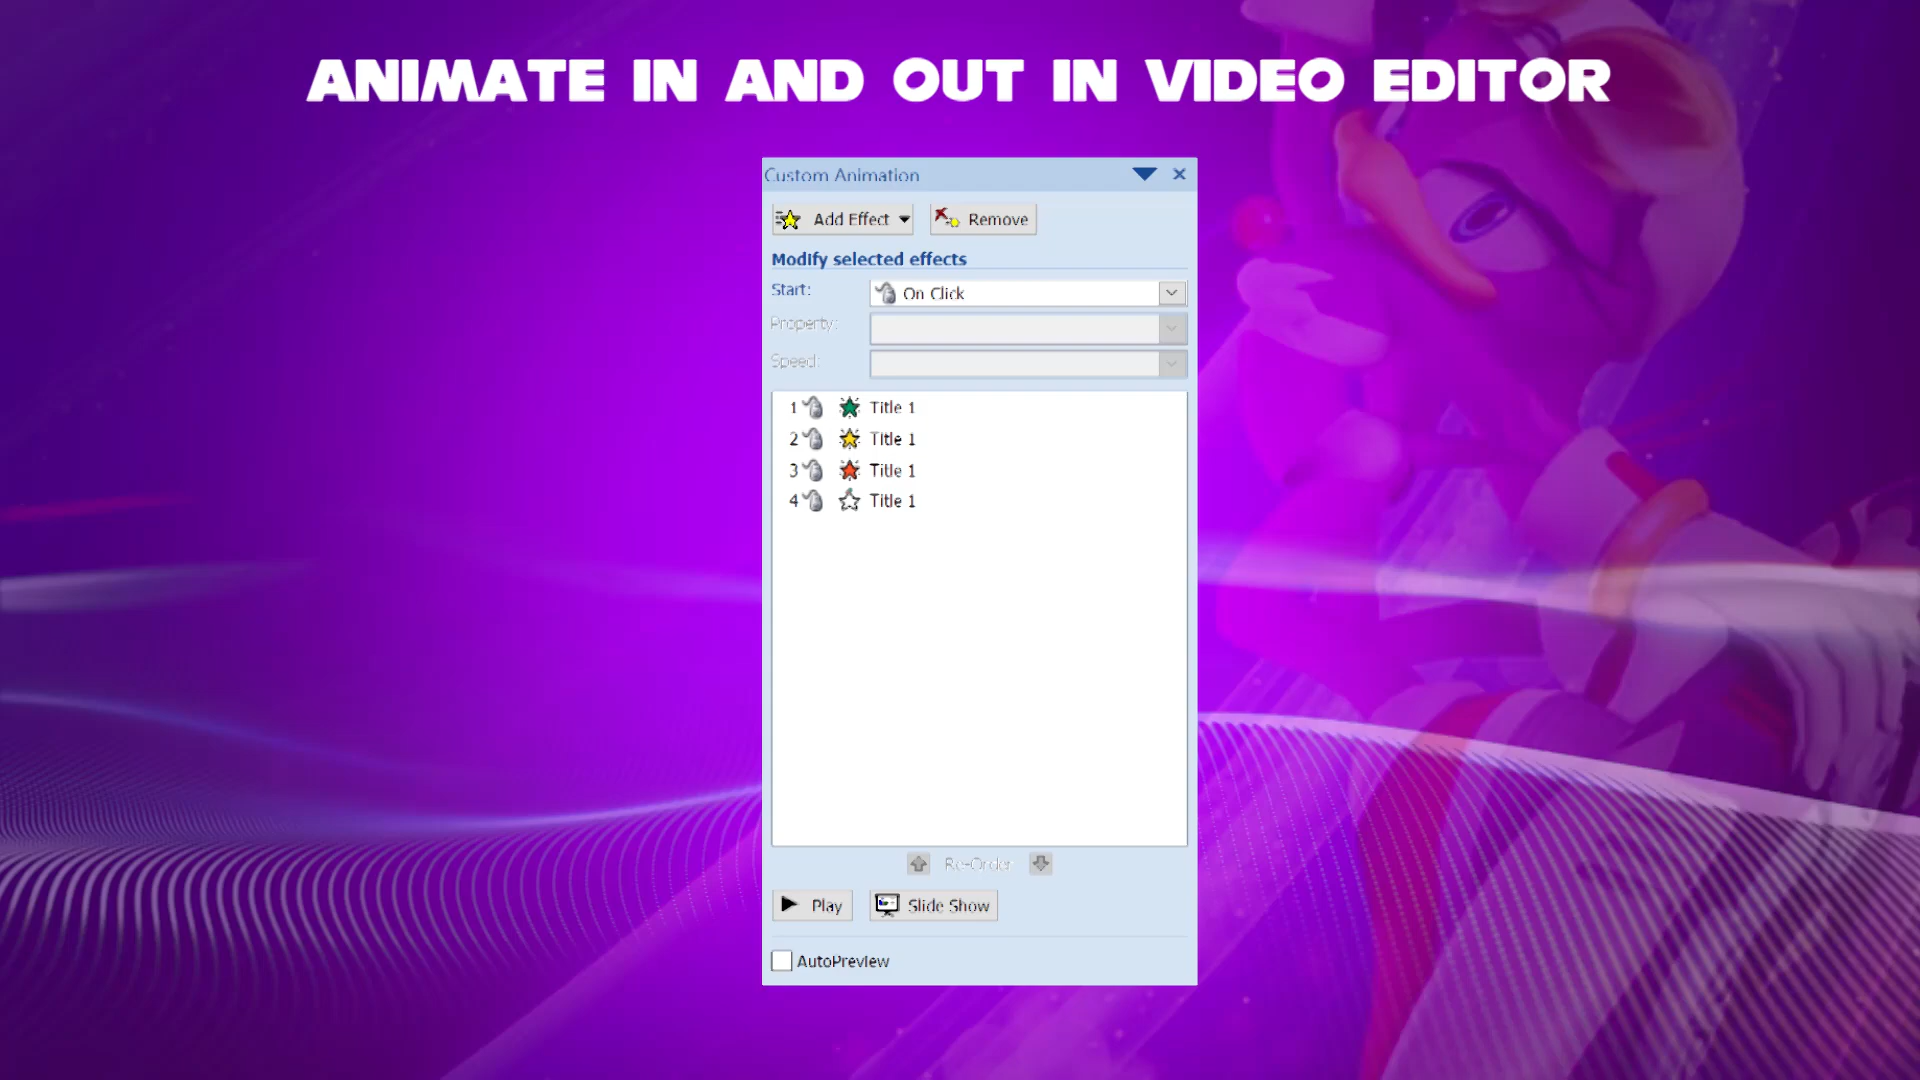 ANIMATE IN AND OUT IN VIDEO EDITOR
Custom Animation
Add Effect Remove
Modify selected effects
Start: On Click
Property:
Speed:
1 Title 1
2 Title 1
3 Title 1
4 Title 1
Re-Order
Play Slide Show
AutoPreview